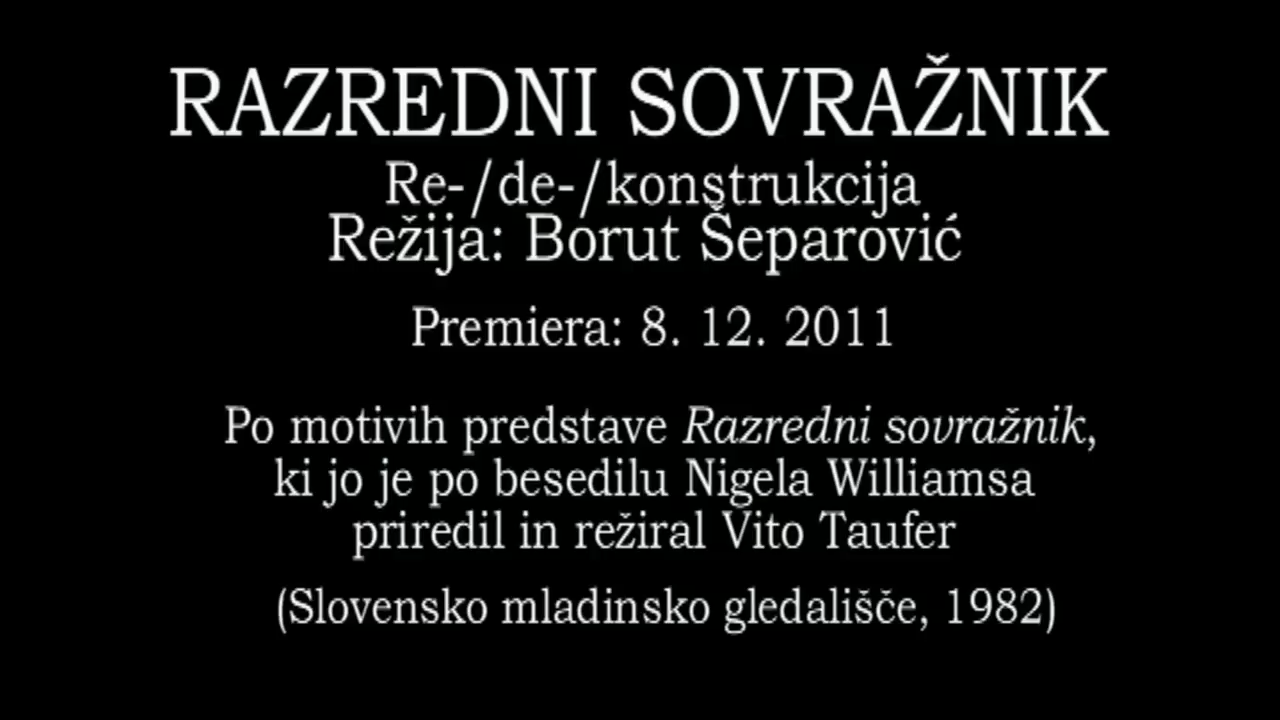 RAZREDNI SOVRAŽNIK
Re-/de-/konstrukcija
Režija: Borut Šeparović
Premiera: 8. 12. 2011
Po motivih predstave Razredni sovražnik,
ki jo je po besedilu Nigela Williamsa
priredil in režiral Vito Taufer
(Slovensko mladinsko gledališče, 1982)